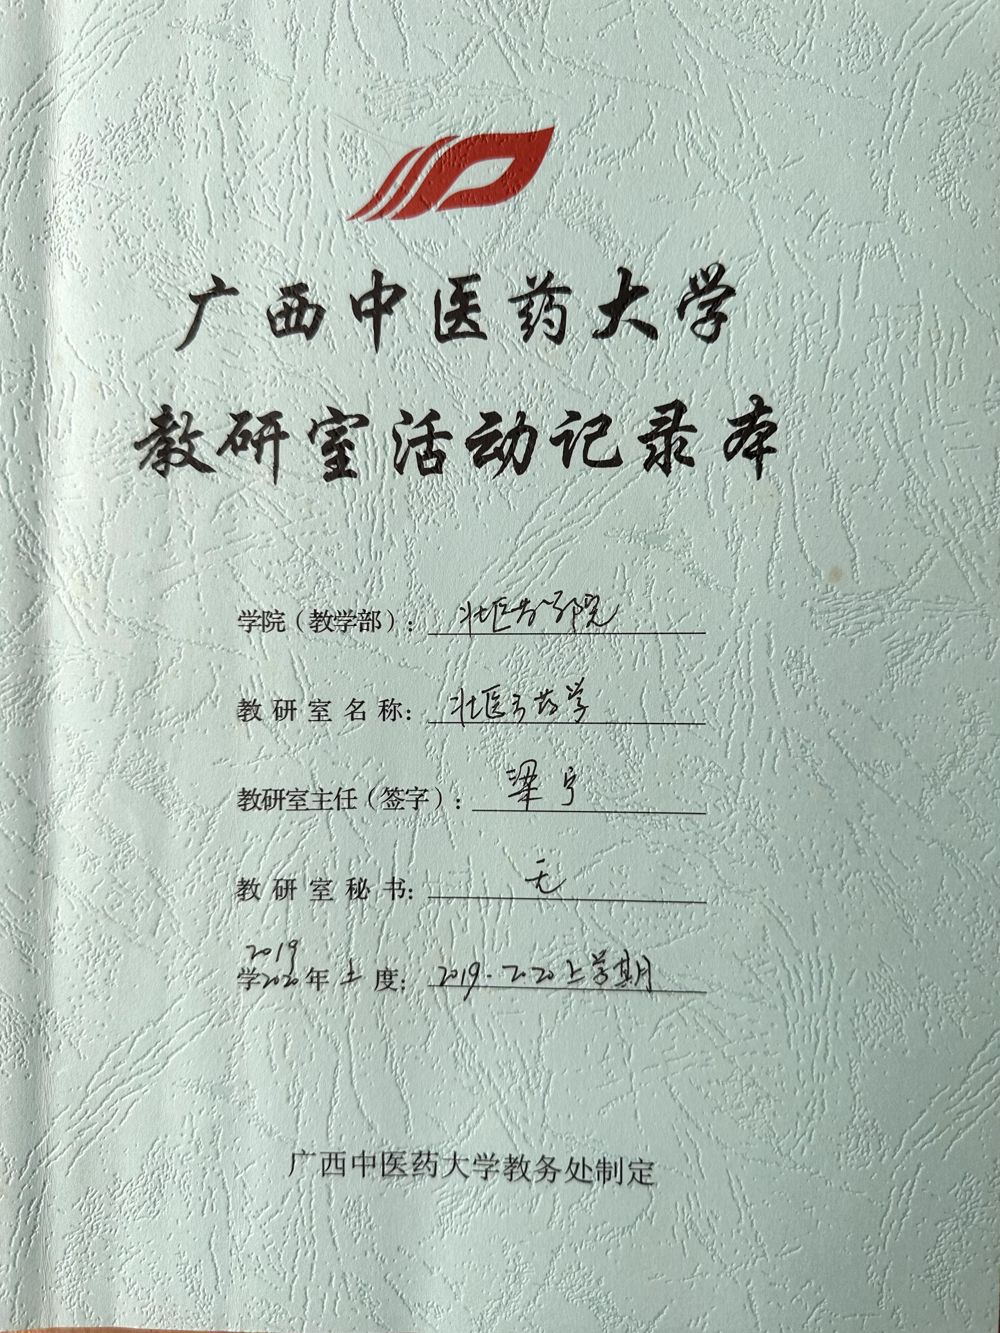 广西中医药大学
教研室活动记录本
学院（教学部）：壮医药学院
教研室名称：壮医方药学
教研室主任（签字）：梁宁
教研室秘书：无
2019
学2020年上度：2019-2020上学期
广西中医药大学教务处制定